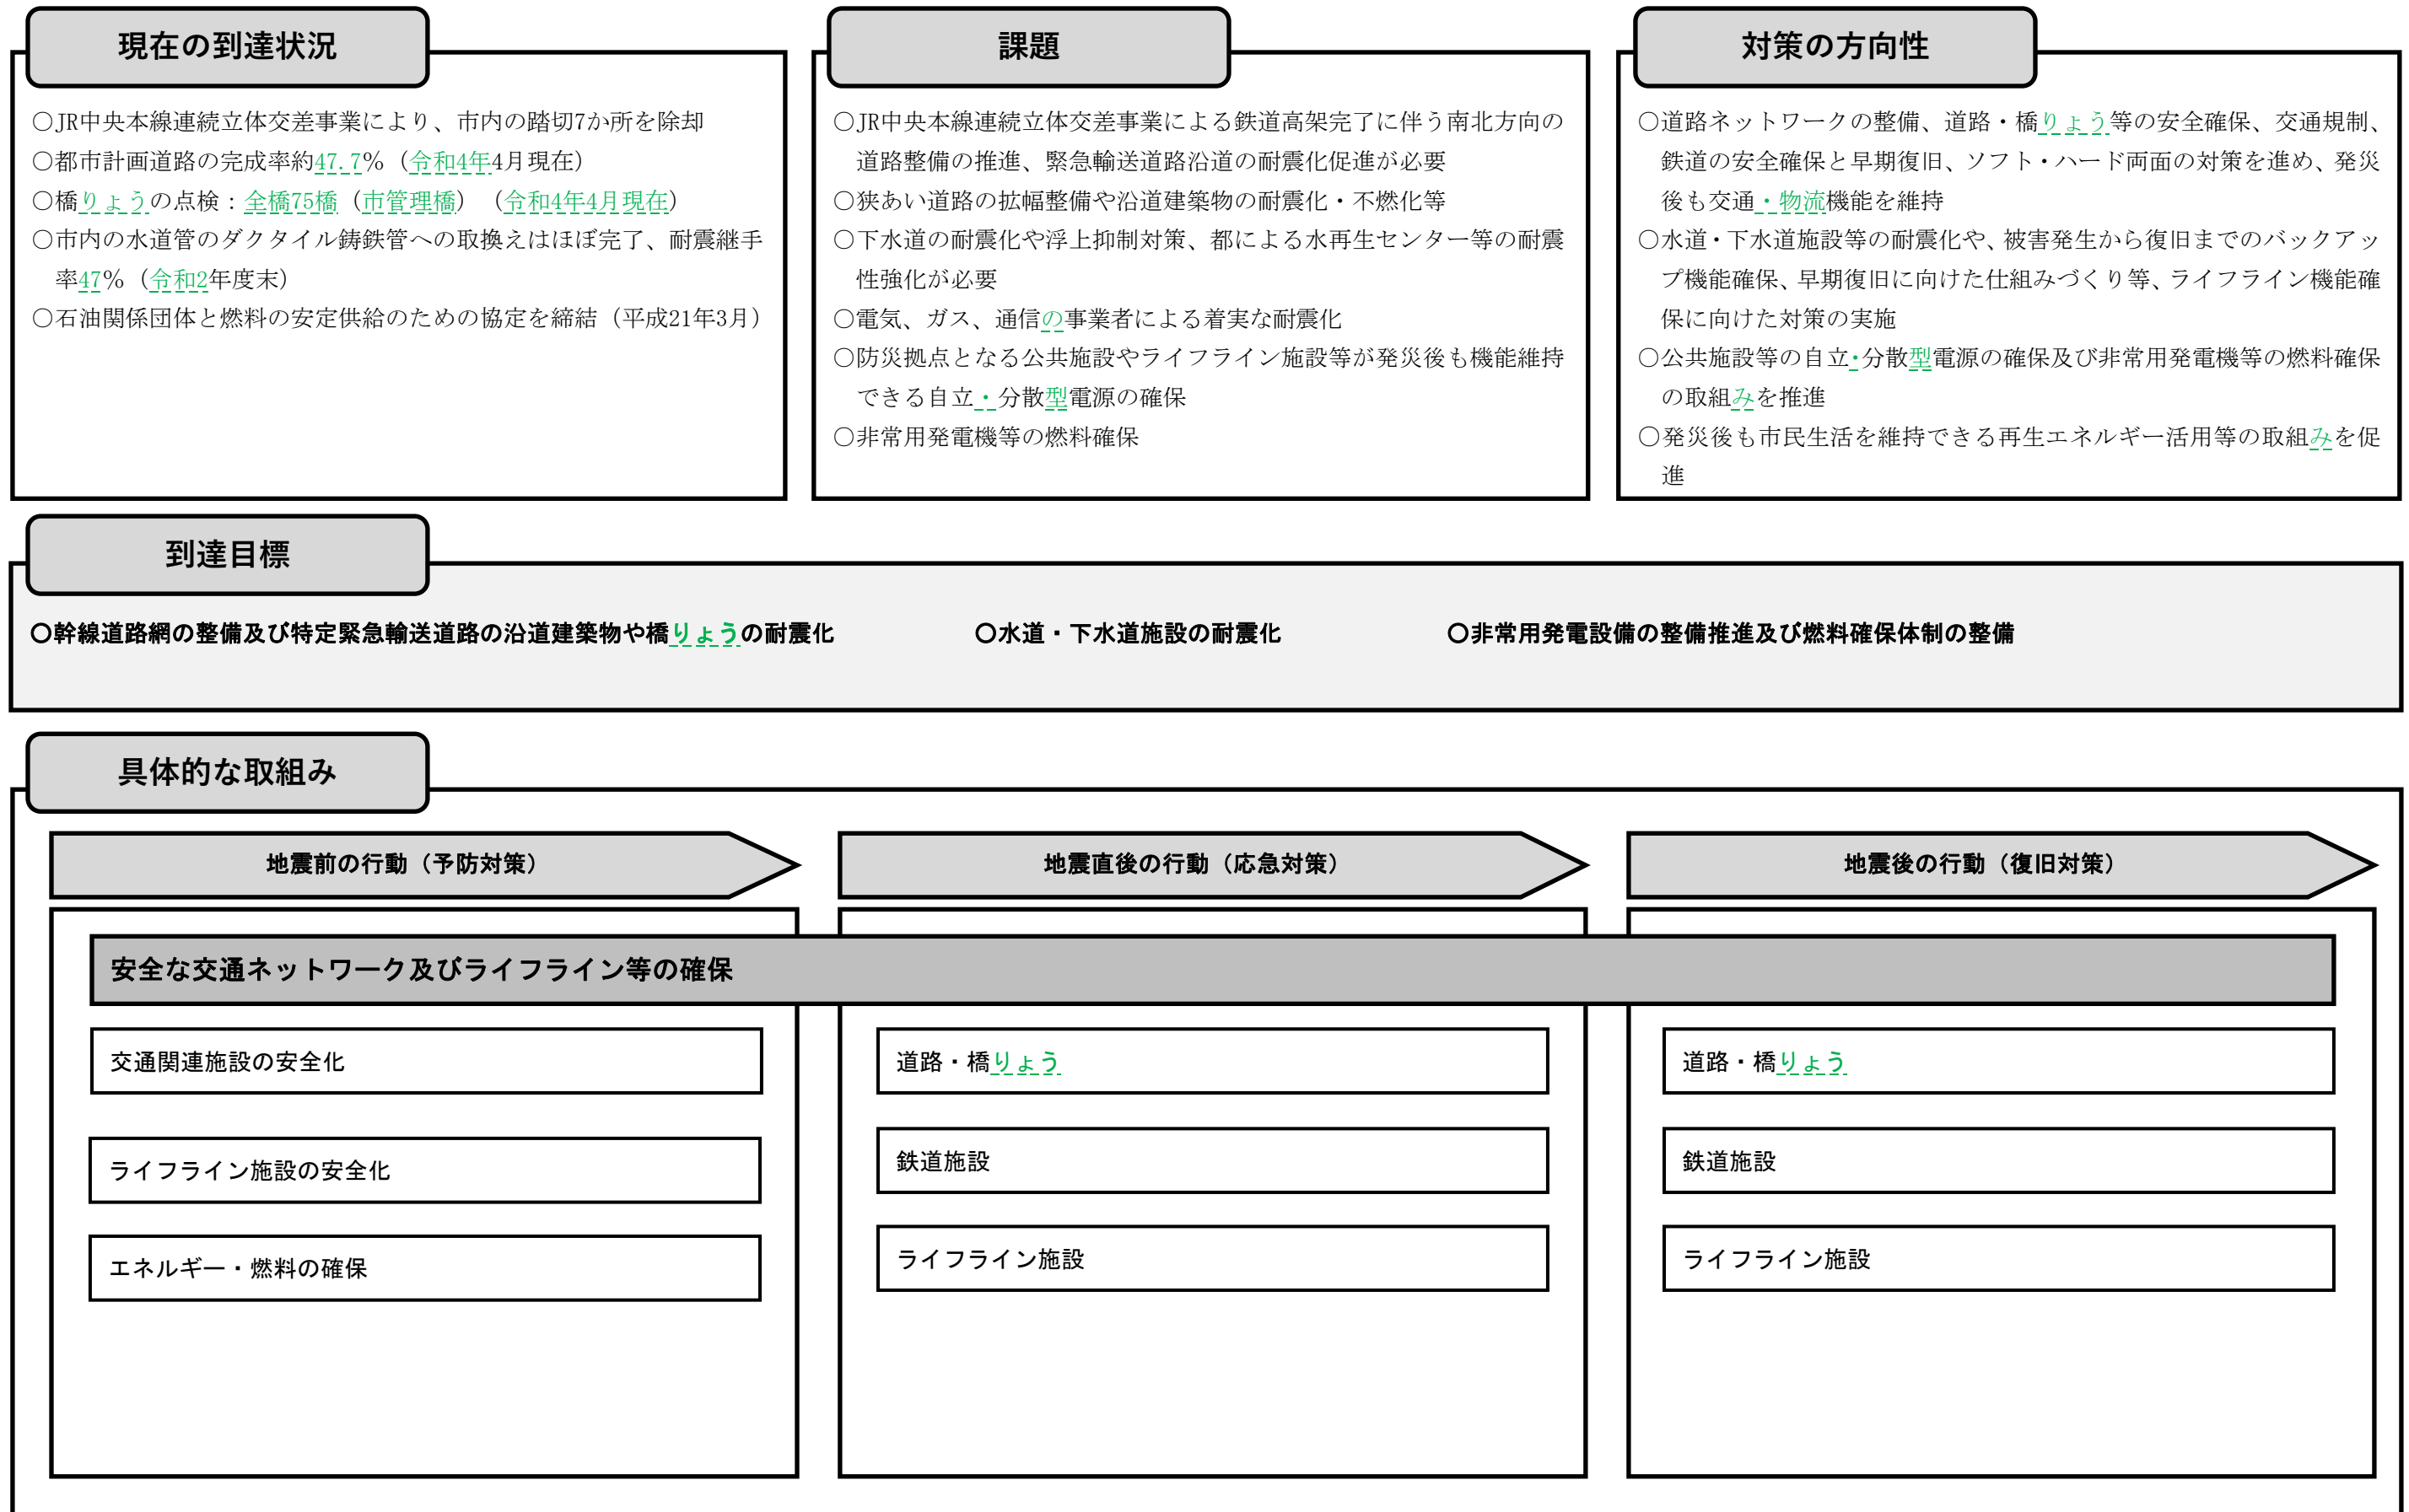 現在の到達状況
〇JR中央本線連続立体交差事業により、市内の踏切7か所を除却
〇都市計画道路の完成率約47.7％（令和4年4月現在）
〇橋りょうの点検：全橋75橋（市管理橋）（令和4年4月現在）
〇市内の水道管のダクタイル鋳鉄管への取換えはほぼ完了、耐震継手
率47％（令和2年度末）
〇石油関係団体と燃料の安定供給のための協定を締結（平成21年3月）
課題
〇JR中央本線連続立体交差事業による鉄道高架完了に伴う南北方向の
道路整備の推進、緊急輸送道路沿道の耐震化促進が必要
〇狭あい道路の拡幅整備や沿道建築物の耐震化・不燃化等
〇下水道の耐震化や浮上抑制対策、都による水再生センター等の耐震
性強化が必要
〇電気、ガス、通信の事業者による着実な耐震化
〇防災拠点となる公共施設やライフライン施設等が発災後も機能維持
できる自立・分散型電源の確保
〇非常用発電機等の燃料確保
対策の方向性
〇道路ネットワークの整備、道路・橋りょう等の安全確保、交通規制、
鉄道の安全確保と早期復旧、ソフト・ハード両面の対策を進め、発災
後も交通・物流機能を維持
〇水道・下水道施設等の耐震化や、被害発生から復旧までのバックアッ
プ機能確保、早期復旧に向けた仕組みづくり等、ライフライン機能確
保に向けた対策の実施
〇公共施設等の自立・分散型電源の確保及び非常用発電機等の燃料確保
の取組みを推進
〇発災後も市民生活を維持できる再生エネルギー活用等の取組みを促
進
到達目標
〇幹線道路網の整備及び特定緊急輸送道路の沿道建築物や橋りょうの耐震化　〇水道・下水道施設の耐震化　〇非常用発電設備の整備推進及び燃料確保体制の整備
具体的な取組み
地震前の行動（予防対策）
地震直後の行動（応急対策）
地震後の行動（復旧対策）
安全な交通ネットワーク及びライフライン等の確保
交通関連施設の安全化
ライフライン施設の安全化
エネルギー・燃料の確保
道路・橋りょう
鉄道施設
ライフライン施設
道路・橋りょう
鉄道施設
ライフライン施設